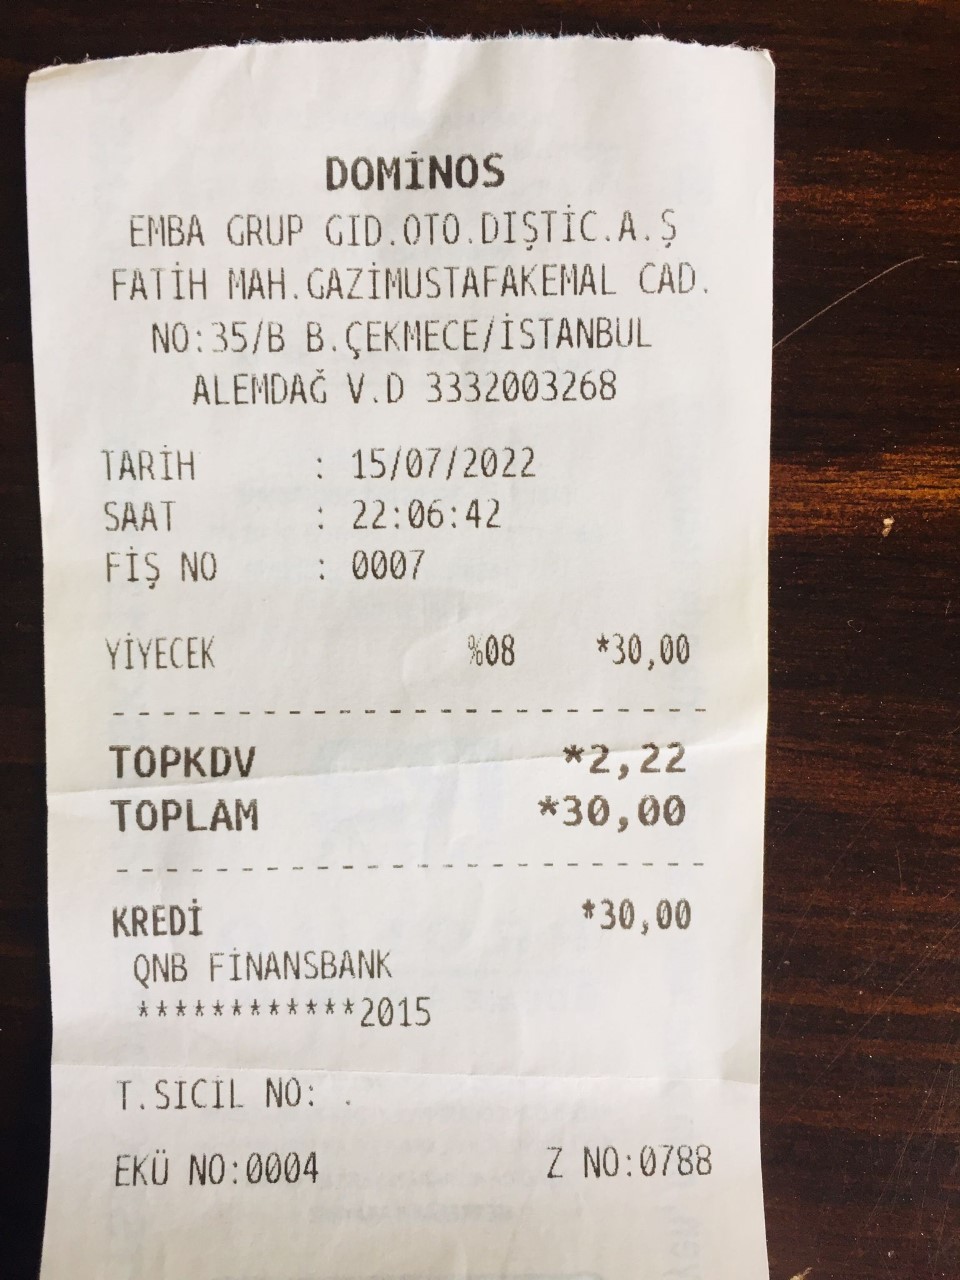 DOMİNOS
EMBA GRUP GID.OTO.DIŞTİC.A.Ş
FATİH MAH.GAZİMUSTAFAKEMAL CAD.
NO:35/B B.ÇEKMECE/İSTANBUL
ALEMDAĞ V.D 3332003268
TARİH : 15/07/2022
SAAT : 22:06:42
FİŞ NO : 0007
YİYECEK %08 *30,00
TOPKDV *2,22
TOPLAM *30,00
KREDİ *30,00
QNB FİNANSBANK
************2015
T.SİCİL NO: .
EKÜ NO:0004 Z NO:0788